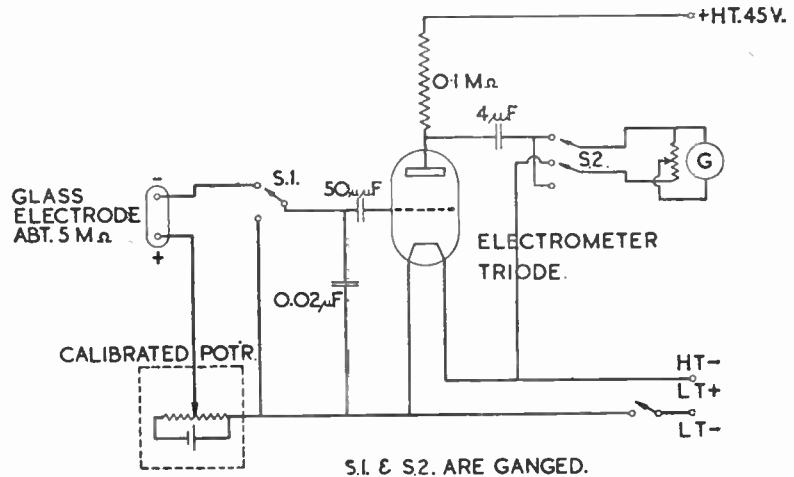 +HT.45V.
0·1 MΩ
4μF
S.1.
50μμF
S.2.
G
-
GLASS
ELECTRODE
ABT. 5 MΩ
+
ELECTROMETER
TRIODE.
0.02μF
CALIBRATED POTR.
HT-
LT+
LT-
S.1. & S.2. ARE GANGED.